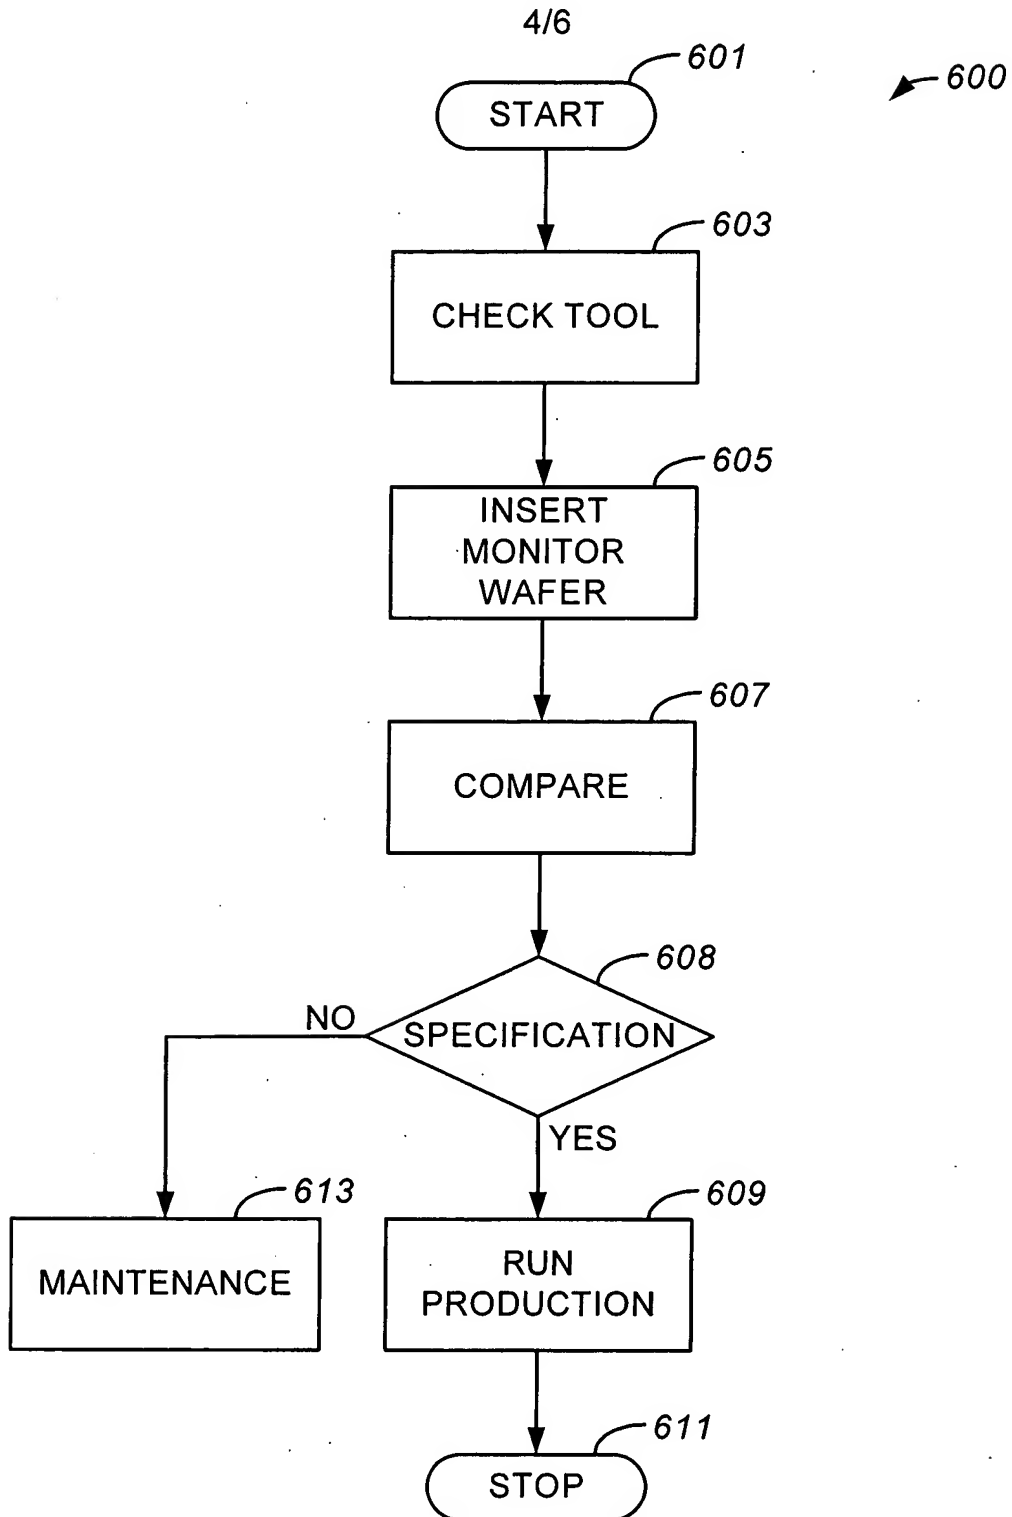 4/6
601
600
START
603
CHECK TOOL
605
INSERT
MONITOR
WAFER
607
COMPARE
608
NO
SPECIFICATION
YES
613
609
MAINTENANCE
RUN
PRODUCTION
611
STOP